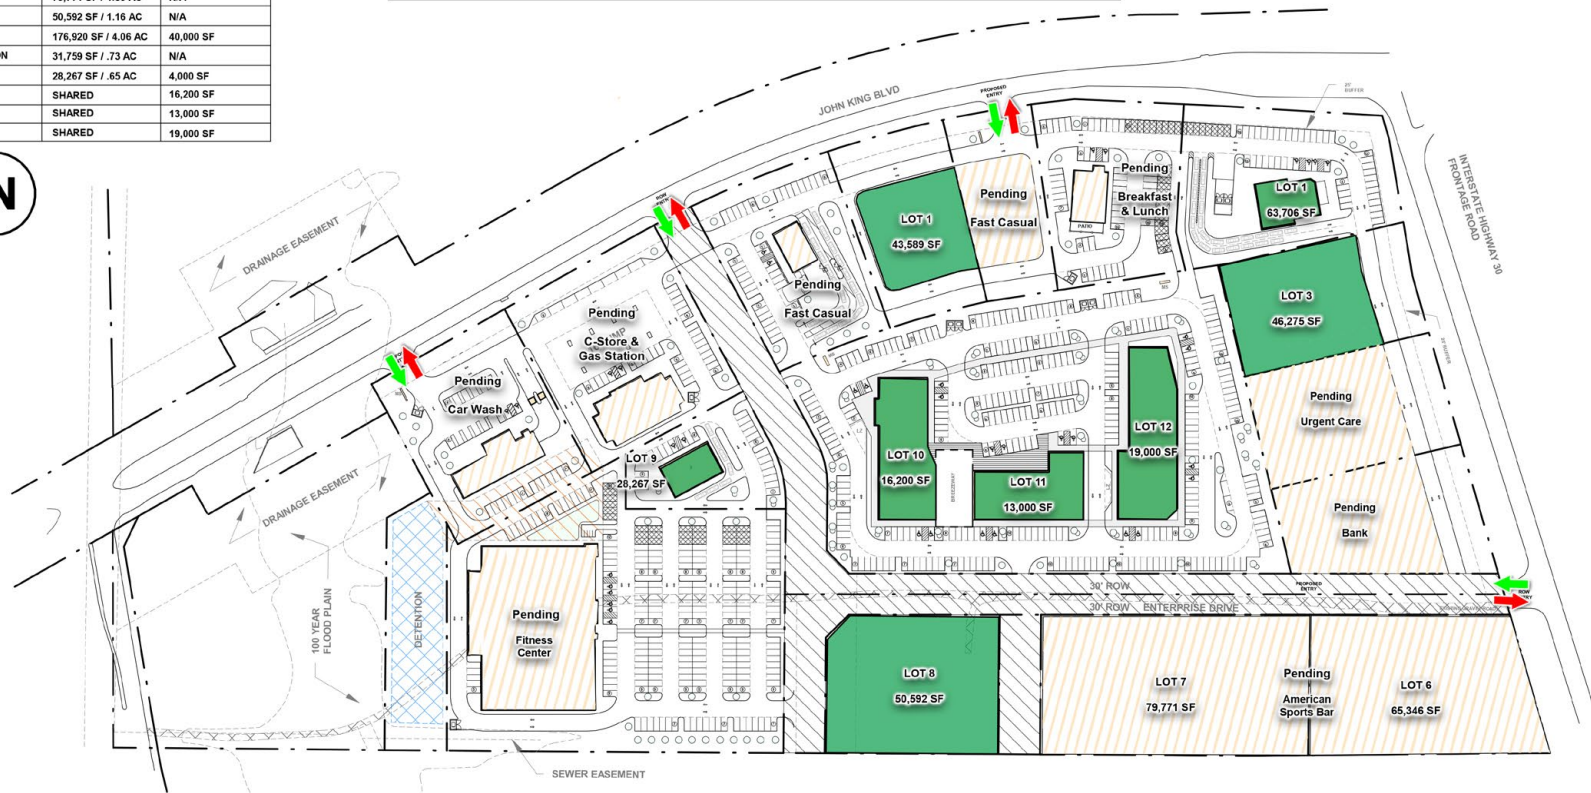 50,592 SF / 1.16 AC N/A
176,920 SF / 4.06 AC 40,000 SF
ON 31,759 SF / .73 AC N/A
28,267 SF / .65 AC 4,000 SF
SHARED 16,200 SF
SHARED 13,000 SF
SHARED 19,000 SF
N
JOHN KING BLVD
PROPOSED
ENTRY
INTERSTATE HIGHWAY 30
FRONTAGE ROAD
DRAINAGE EASEMENT
LOT 1
43,589 SF
Pending
Fast Casual
Pending
Breakfast
& Lunch
PATIO
LOT 1
63,706 SF
Pending
Fast Casual
LOT 3
46,275 SF
Pending
C-Store &
Gas Station
Pending
Car Wash
Pending
Urgent Care
LOT 9
28,267 SF
LOT 10
16,200 SF
BREEZEWAY
LOT 11
13,000 SF
LOT 12
19,000 SF
Pending
Bank
DRAINAGE EASEMENT
100 YEAR
FLOOD PLAIN
DETENTION
Pending
Fitness
Center
30' ROW
30' ROW ENTERPRISE DRIVE
PROPOSED
ENTRY
LOT 8
50,592 SF
LOT 7
79,771 SF
Pending
American
Sports Bar
LOT 6
65,346 SF
SEWER EASEMENT